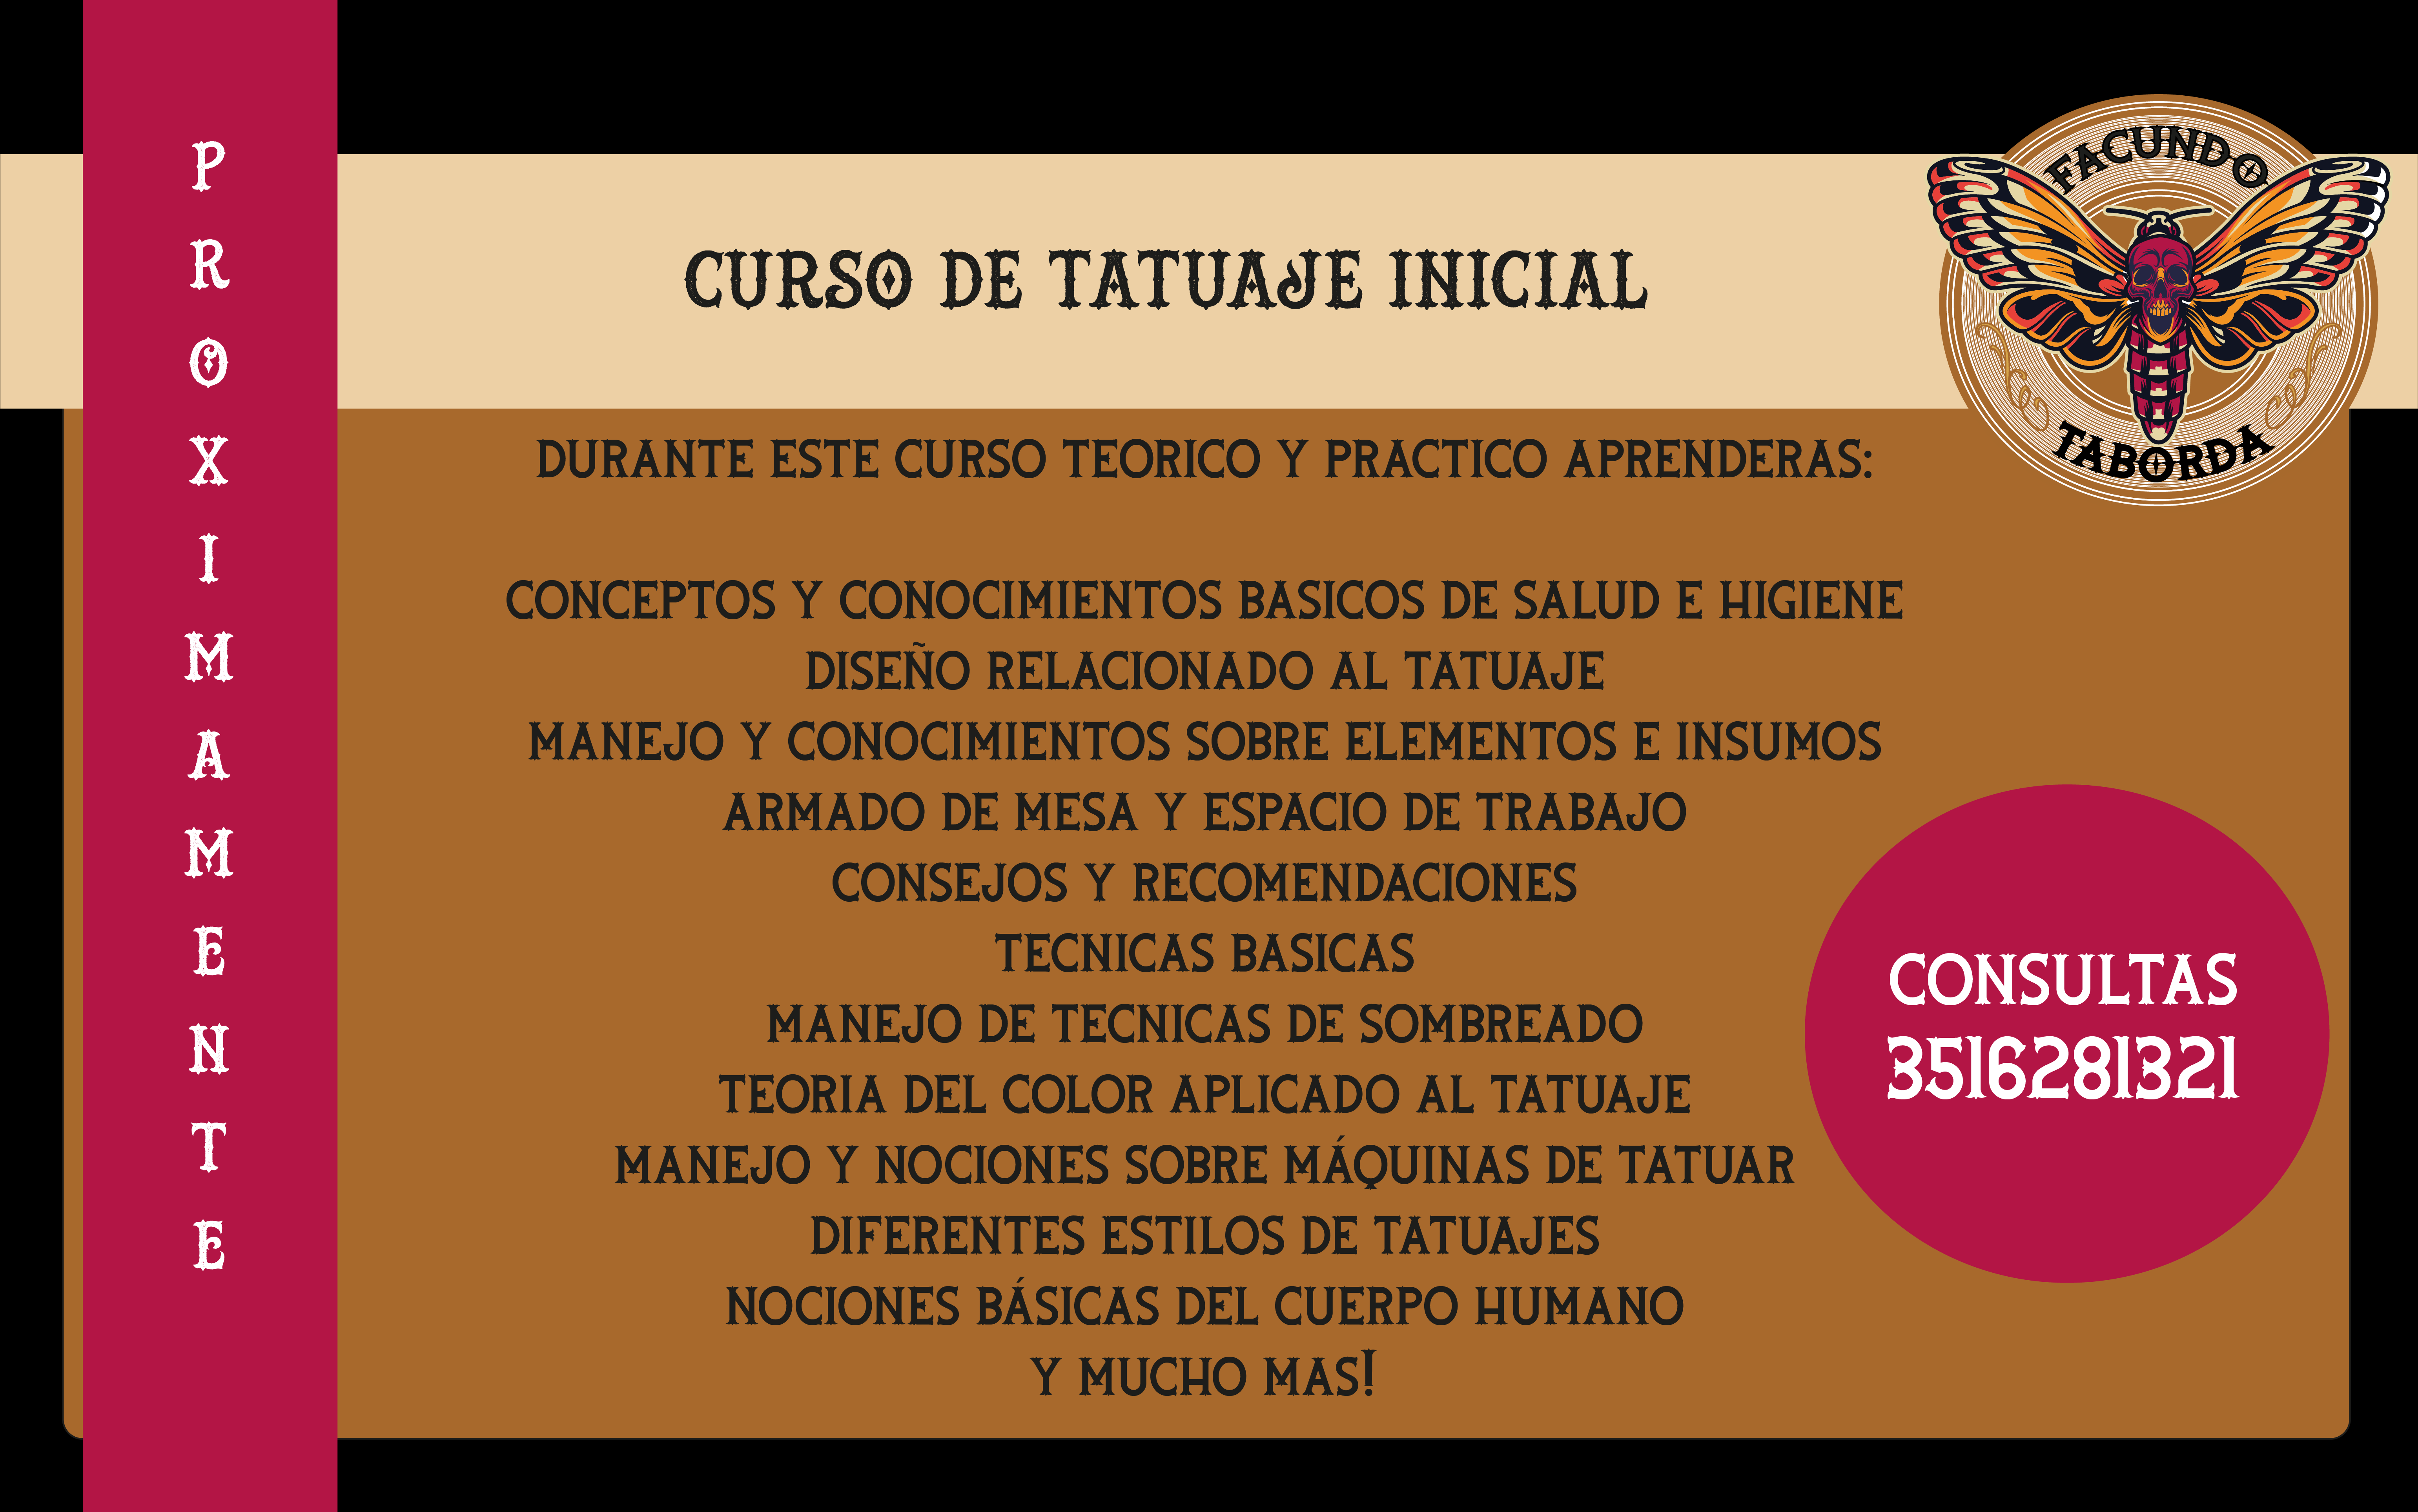 PROXIMAMENTE
FACUNDO
TABORDA
CURSO DE TATUAJE INICIAL
DURANTE ESTE CURSO TEORICO Y PRACTICO APRENDERAS:
CONCEPTOS Y CONOCIMIENTOS BASICOS DE SALUD E HIGIENE
DISEÑO RELACIONADO AL TATUAJE
MANEJO Y CONOCIMIENTOS SOBRE ELEMENTOS E INSUMOS
ARMADO DE MESA Y ESPACIO DE TRABAJO
CONSEJOS Y RECOMENDACIONES
TECNICAS BASICAS
MANEJO DE TECNICAS DE SOMBREADO
TEORIA DEL COLOR APLICADO AL TATUAJE
MANEJO Y NOCIONES SOBRE MÁQUINAS DE TATUAR
DIFERENTES ESTILOS DE TATUAJES
NOCIONES BÁSICAS DEL CUERPO HUMANO
Y MUCHO MAS!
CONSULTAS
3516281321